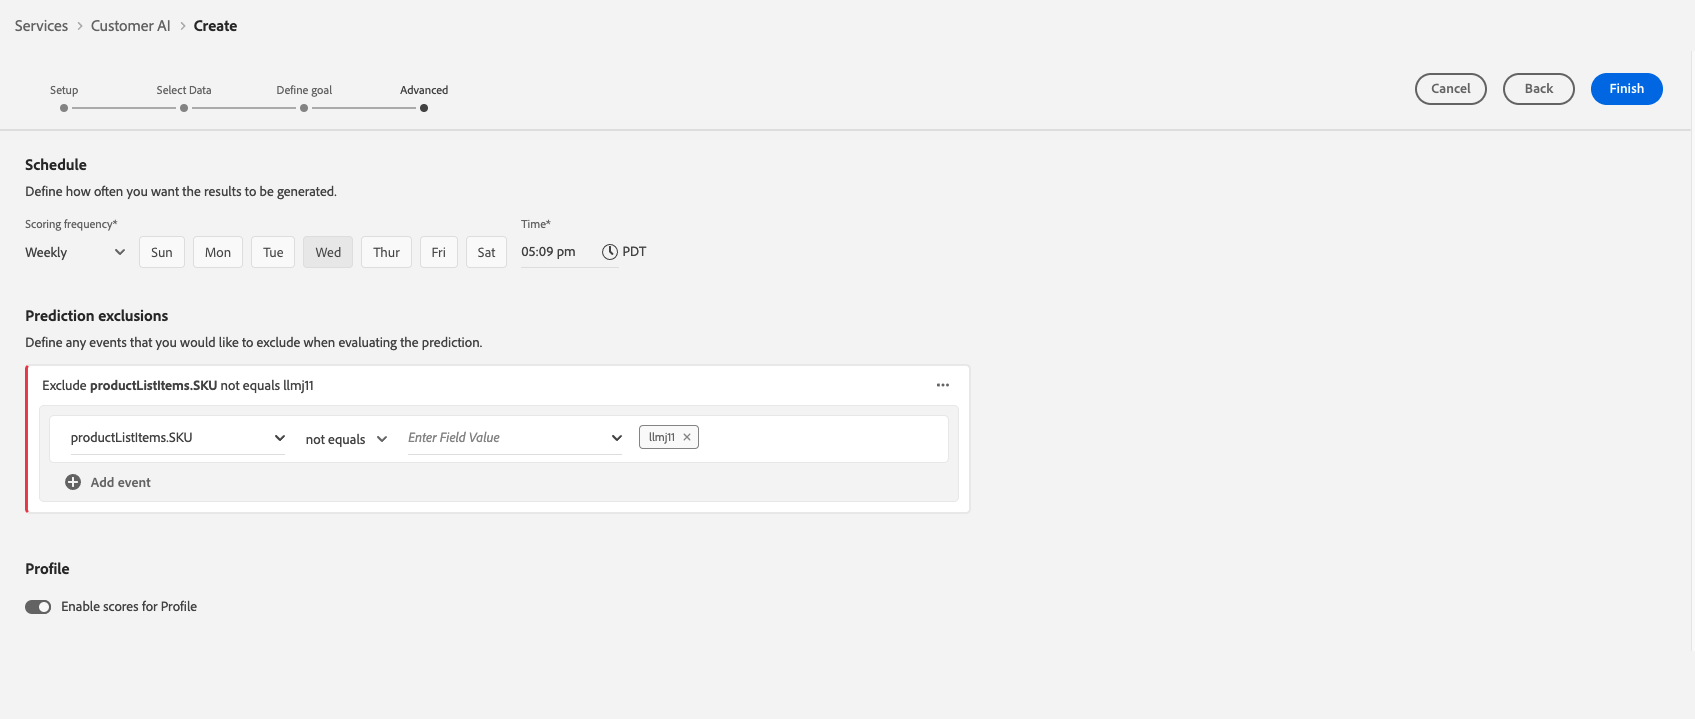 Services > Customer AI > Create
Setup Select Data Define goal Advanced
Cancel Back Finish
Schedule
Define how often you want the results to be generated.
Scoring frequency* Time*
Weekly Sun Mon Tue Wed Thur Fri Sat 05:09 pm PDT
Prediction exclusions
Define any events that you would like to exclude when evaluating the prediction.
Exclude productListItems.SKU not equals llmj11
productListItems.SKU not equals Enter Field Value llmj11
Add event
Profile
Enable scores for Profile